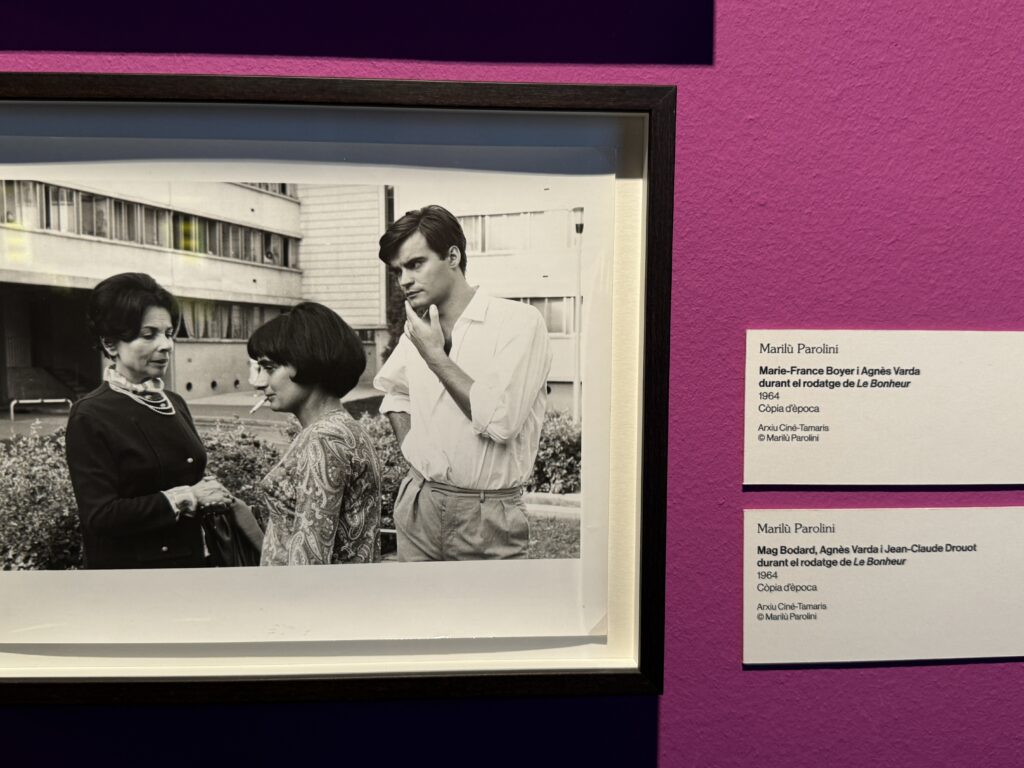 Marilù Parolini
Marie-France Boyer i Agnès Varda
durant el rodatge de Le Bonheur
1964
Còpia d'època
Arxiu Ciné-Tamaris
© Marilù Parolini
Marilù Parolini
Mag Bodard, Agnès Varda i Jean-Claude Drouot
durant el rodatge de Le Bonheur
1964
Còpia d'època
Arxiu Ciné-Tamaris
© Marilù Parolini